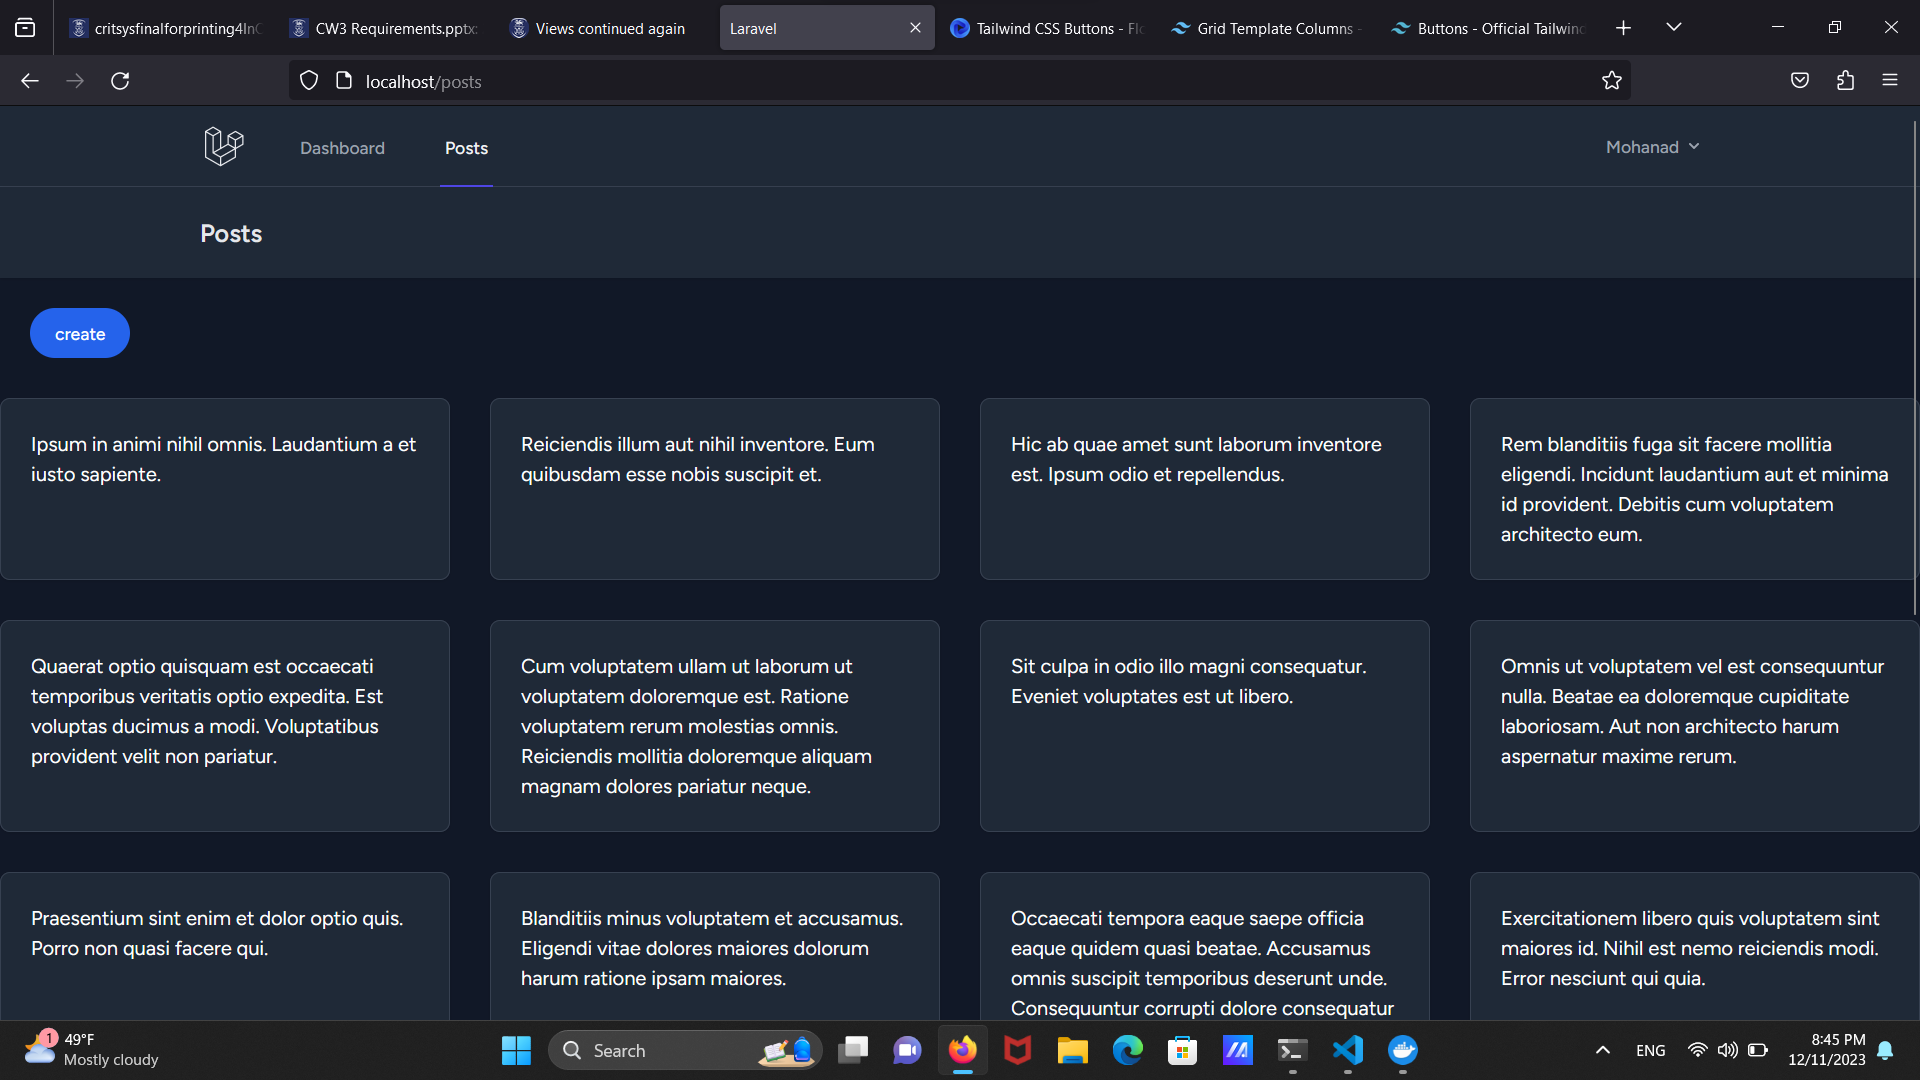 critsysfinalforprinting4In
CW3 Requirements.pptx
Views continued again
Laravel
Tailwind CSS Buttons - Flo
Grid Template Columns -
Buttons - Official Tailwind
localhost/posts
Dashboard
Posts
Mohanad
Posts
create
Ipsum in animi nihil omnis. Laudantium a et
iusto sapiente.
Reiciendis illum aut nihil inventore. Eum
quibusdam esse nobis suscipit et.
Hic ab quae amet sunt laborum inventore
est. Ipsum odio et repellendus.
Rem blanditiis fuga sit facere mollitia
eligendi. Incidunt laudantium aut et minima
id provident. Debitis cum voluptatem
architecto eum.
Quaerat optio quisquam est occaecati
temporibus veritatis optio expedita. Est
voluptas ducimus a modi. Voluptatibus
provident velit non pariatur.
Cum voluptatem ullam ut laborum ut
voluptatem doloremque est. Ratione
voluptatem rerum molestias omnis.
Reiciendis mollitia doloremque aliquam
magnam dolores pariatur neque.
Sit culpa in odio illo magni consequatur.
Eveniet voluptates est ut libero.
Omnis ut voluptatem vel est consequuntur
nulla. Beatae ea doloremque cupiditate
laboriosam. Aut non architecto harum
aspernatur maxime rerum.
Praesentium sint enim et dolor optio quis.
Porro non quasi facere qui.
Blanditiis minus voluptatem et accusamus.
Eligendi vitae dolores maiores dolorum
harum ratione ipsam maiores.
Occaecati tempora eaque saepe officia
eaque quidem quasi beatae. Accusamus
omnis suscipit temporibus deserunt unde.
Consequuntur corrupti dolore consequatur
Exercitationem libero quis voluptatem sint
maiores id. Nihil est nemo reiciendis modi.
Error nesciunt qui quia.
1
49°F
Mostly cloudy
Search
ENG
8:45 PM
12/11/2023